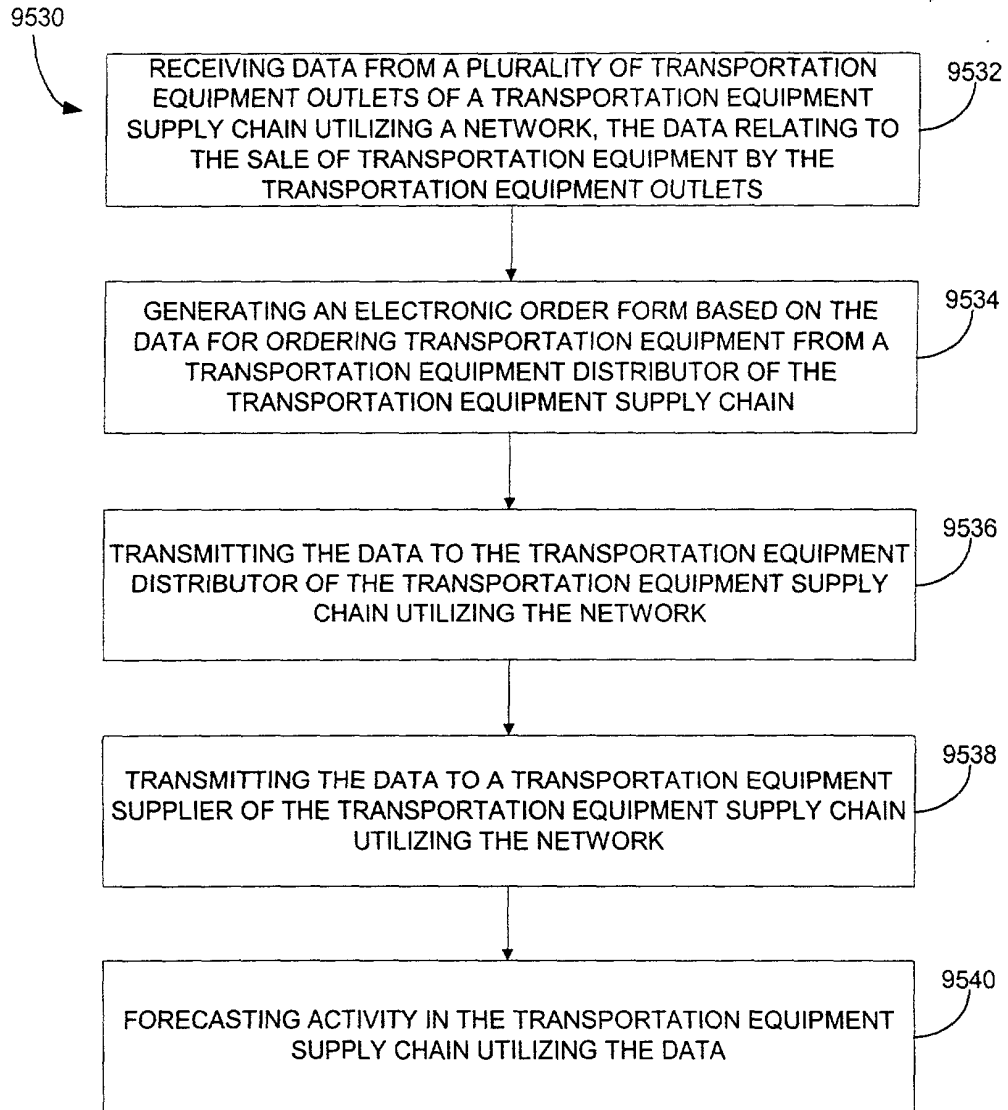 9530
RECEIVING DATA FROM A PLURALITY OF TRANSPORTATION
EQUIPMENT OUTLETS OF A TRANSPORTATION EQUIPMENT
SUPPLY CHAIN UTILIZING A NETWORK, THE DATA RELATING TO
THE SALE OF TRANSPORTATION EQUIPMENT BY THE
TRANSPORTATION EQUIPMENT OUTLETS
9532
GENERATING AN ELECTRONIC ORDER FORM BASED ON THE
DATA FOR ORDERING TRANSPORTATION EQUIPMENT FROM A
TRANSPORTATION EQUIPMENT DISTRIBUTOR OF THE
TRANSPORTATION EQUIPMENT SUPPLY CHAIN
9534
TRANSMITTING THE DATA TO THE TRANSPORTATION EQUIPMENT
DISTRIBUTOR OF THE TRANSPORTATION EQUIPMENT SUPPLY
CHAIN UTILIZING THE NETWORK
9536
TRANSMITTING THE DATA TO A TRANSPORTATION EQUIPMENT
SUPPLIER OF THE TRANSPORTATION EQUIPMENT SUPPLY CHAIN
UTILIZING THE NETWORK
9538
FORECASTING ACTIVITY IN THE TRANSPORTATION EQUIPMENT
SUPPLY CHAIN UTILIZING THE DATA
9540